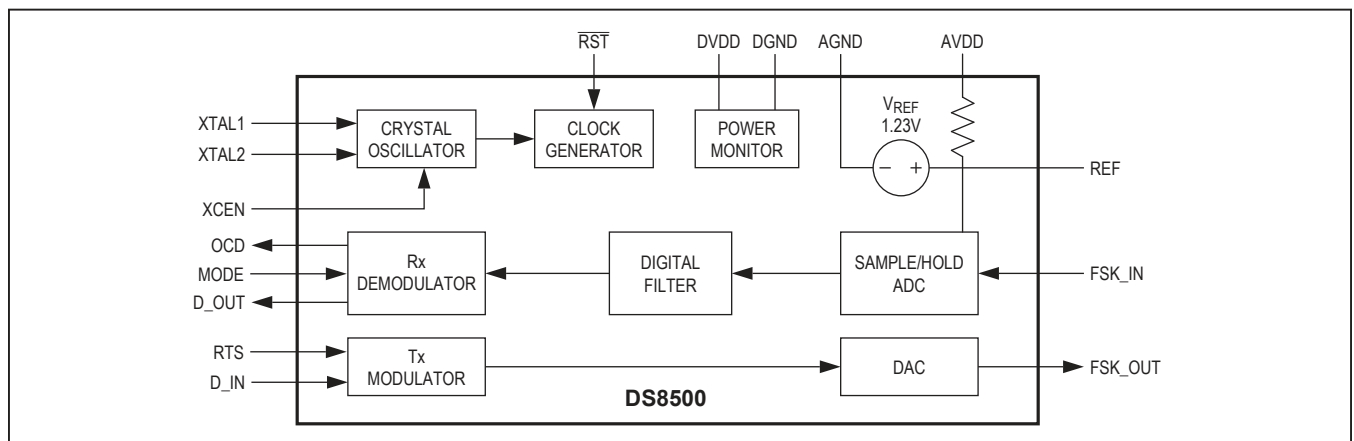 RST
DVDD
DGND
AGND
AVDD
XTAL1
XTAL2
XCEN
CRYSTAL
OSCILLATOR
CLOCK
GENERATOR
POWER
MONITOR
VREF
1.23V
− +
REF
OCD
MODE
D_OUT
Rx
DEMODULATOR
DIGITAL
FILTER
SAMPLE/HOLD
ADC
FSK_IN
RTS
D_IN
Tx
MODULATOR
DAC
FSK_OUT
DS8500